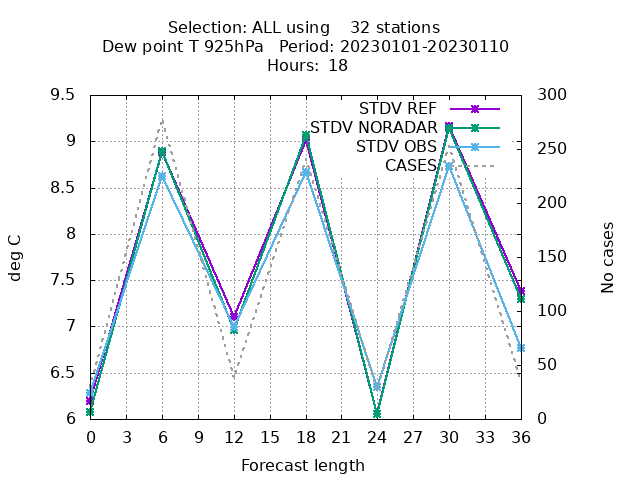 Selection: ALL using    32 stations
Dew point T 925hPa   Period: 20230101-20230110
Hours: 18
9.5
9
8.5
8
7.5
7
6.5
6
deg C
300
250
200
150
100
50
0
No cases
STDV REF
STDV NORADAR
STDV OBS
CASES
0 3 6 9 12 15 18 21 24 27 30 33 36
Forecast length